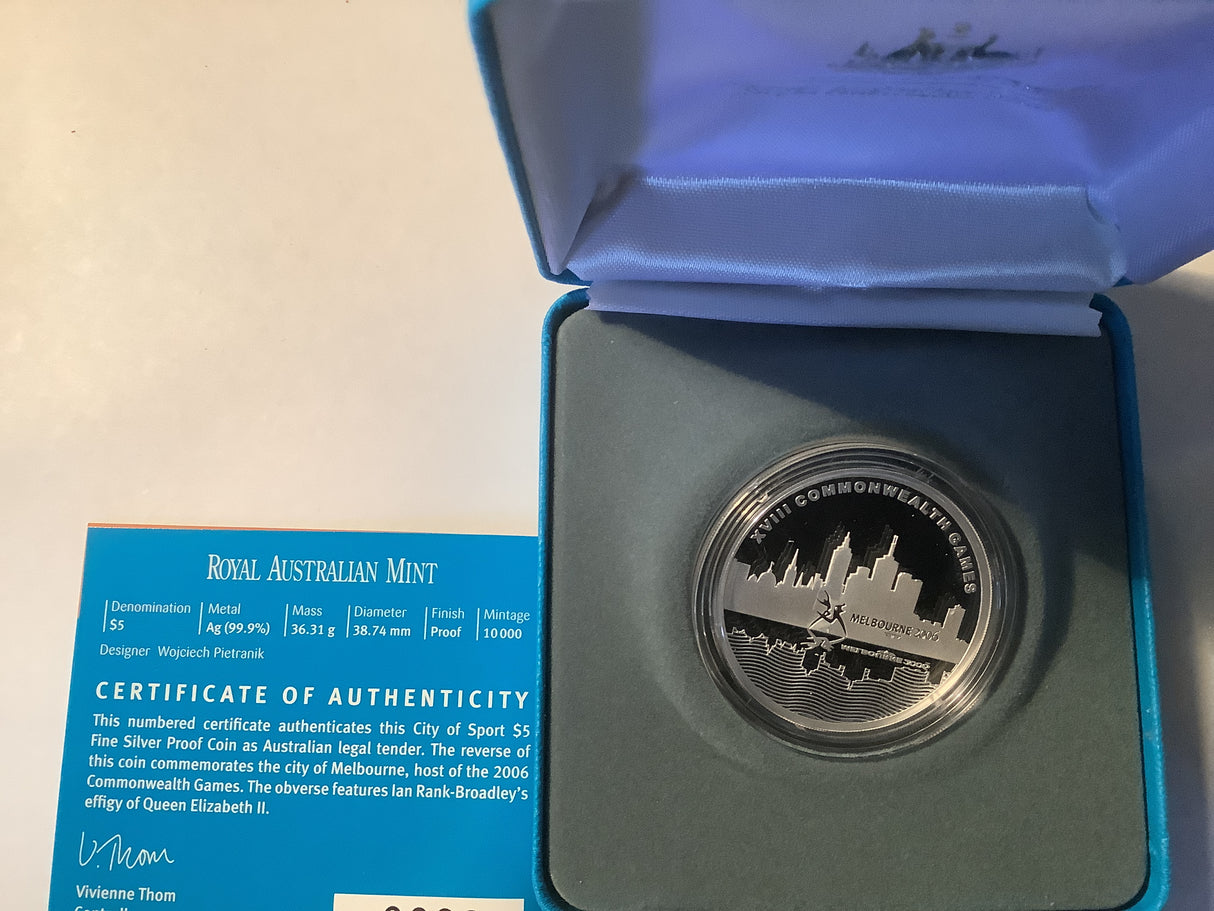 XVIII COMMONWEALTH GAMES
MELBOURNE 2006
ROYAL AUSTRALIAN MINT
Denomination
$5
Metal
Ag (99.9%)
Mass
36.31 g
Diameter
38.74 mm
Finish
Proof
Mintage
10 000
Designer Wojciech Pietranik
CERTIFICATE OF AUTHENTICITY
This numbered certificate authenticates this City of Sport $5
Fine Silver Proof Coin as Australian legal tender. The reverse of
this coin commemorates the city of Melbourne, host of the 2006
Commonwealth Games. The obverse features Ian Rank-Broadley's
effigy of Queen Elizabeth II.
V. Thom
Vivienne Thom